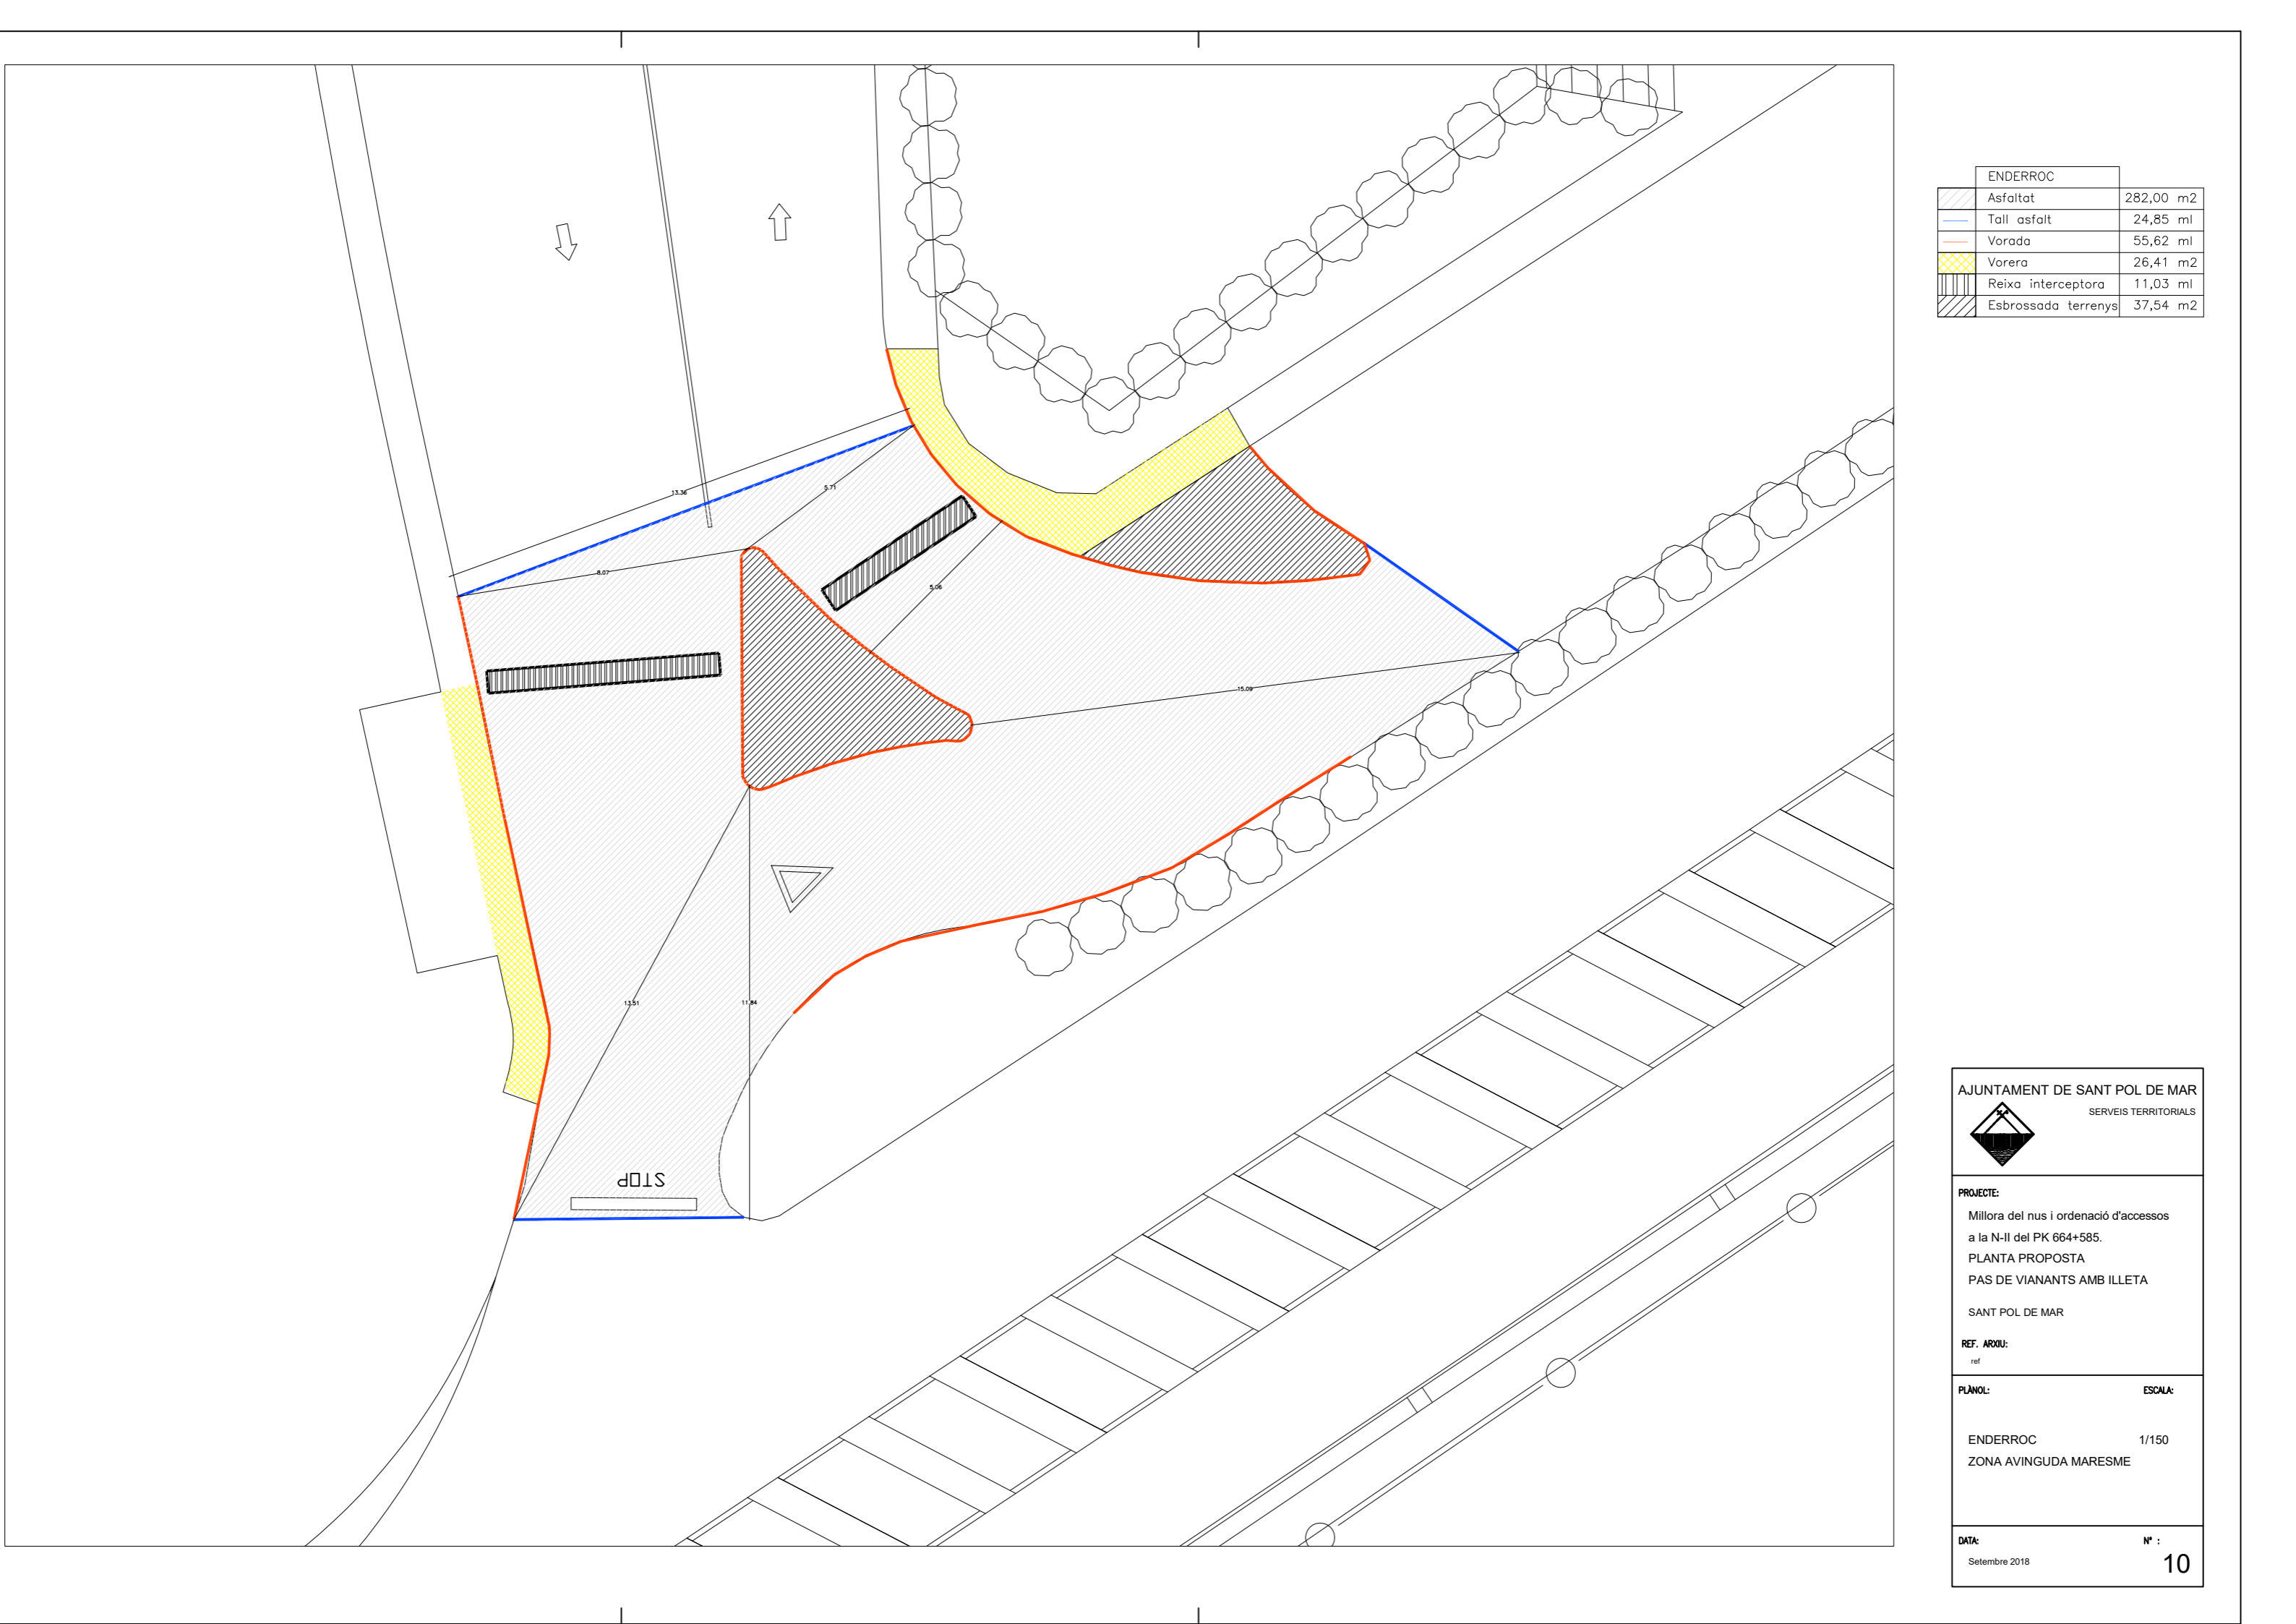 ENDERROC
Asfaltat 282,00 m2
Tall asfalt 24,85 ml
Vorada 55,62 ml
Vorera 26,41 m2
Reixa interceptora 11,03 ml
Esbrossada terrenys 37,54 m2
13.36
5.71
8.07
5.06
15.09
13.51
11.84
STOP
AJUNTAMENT DE SANT POL DE MAR
SERVEIS TERRITORIALS
PROJECTE:
Millora del nus i ordenació d'accessos
a la N-II del PK 664+585.
PLANTA PROPOSTA
PAS DE VIANANTS AMB ILLETA
SANT POL DE MAR
REF. ARXIU:
ref
PLÀNOL: ESCALA:
ENDERROC 1/150
ZONA AVINGUDA MARESME
DATA: Nº :
Setembre 2018 10